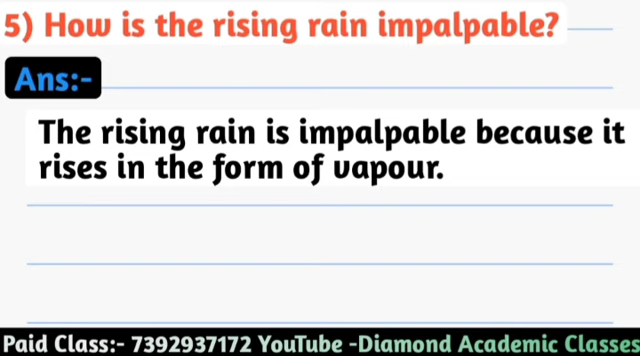 5) How is the rising rain impalpable?
Ans:-
The rising rain is impalpable because it
rises in the form of vapour.
Paid Class:- 7392937172 YouTube -Diamond Academic Classes